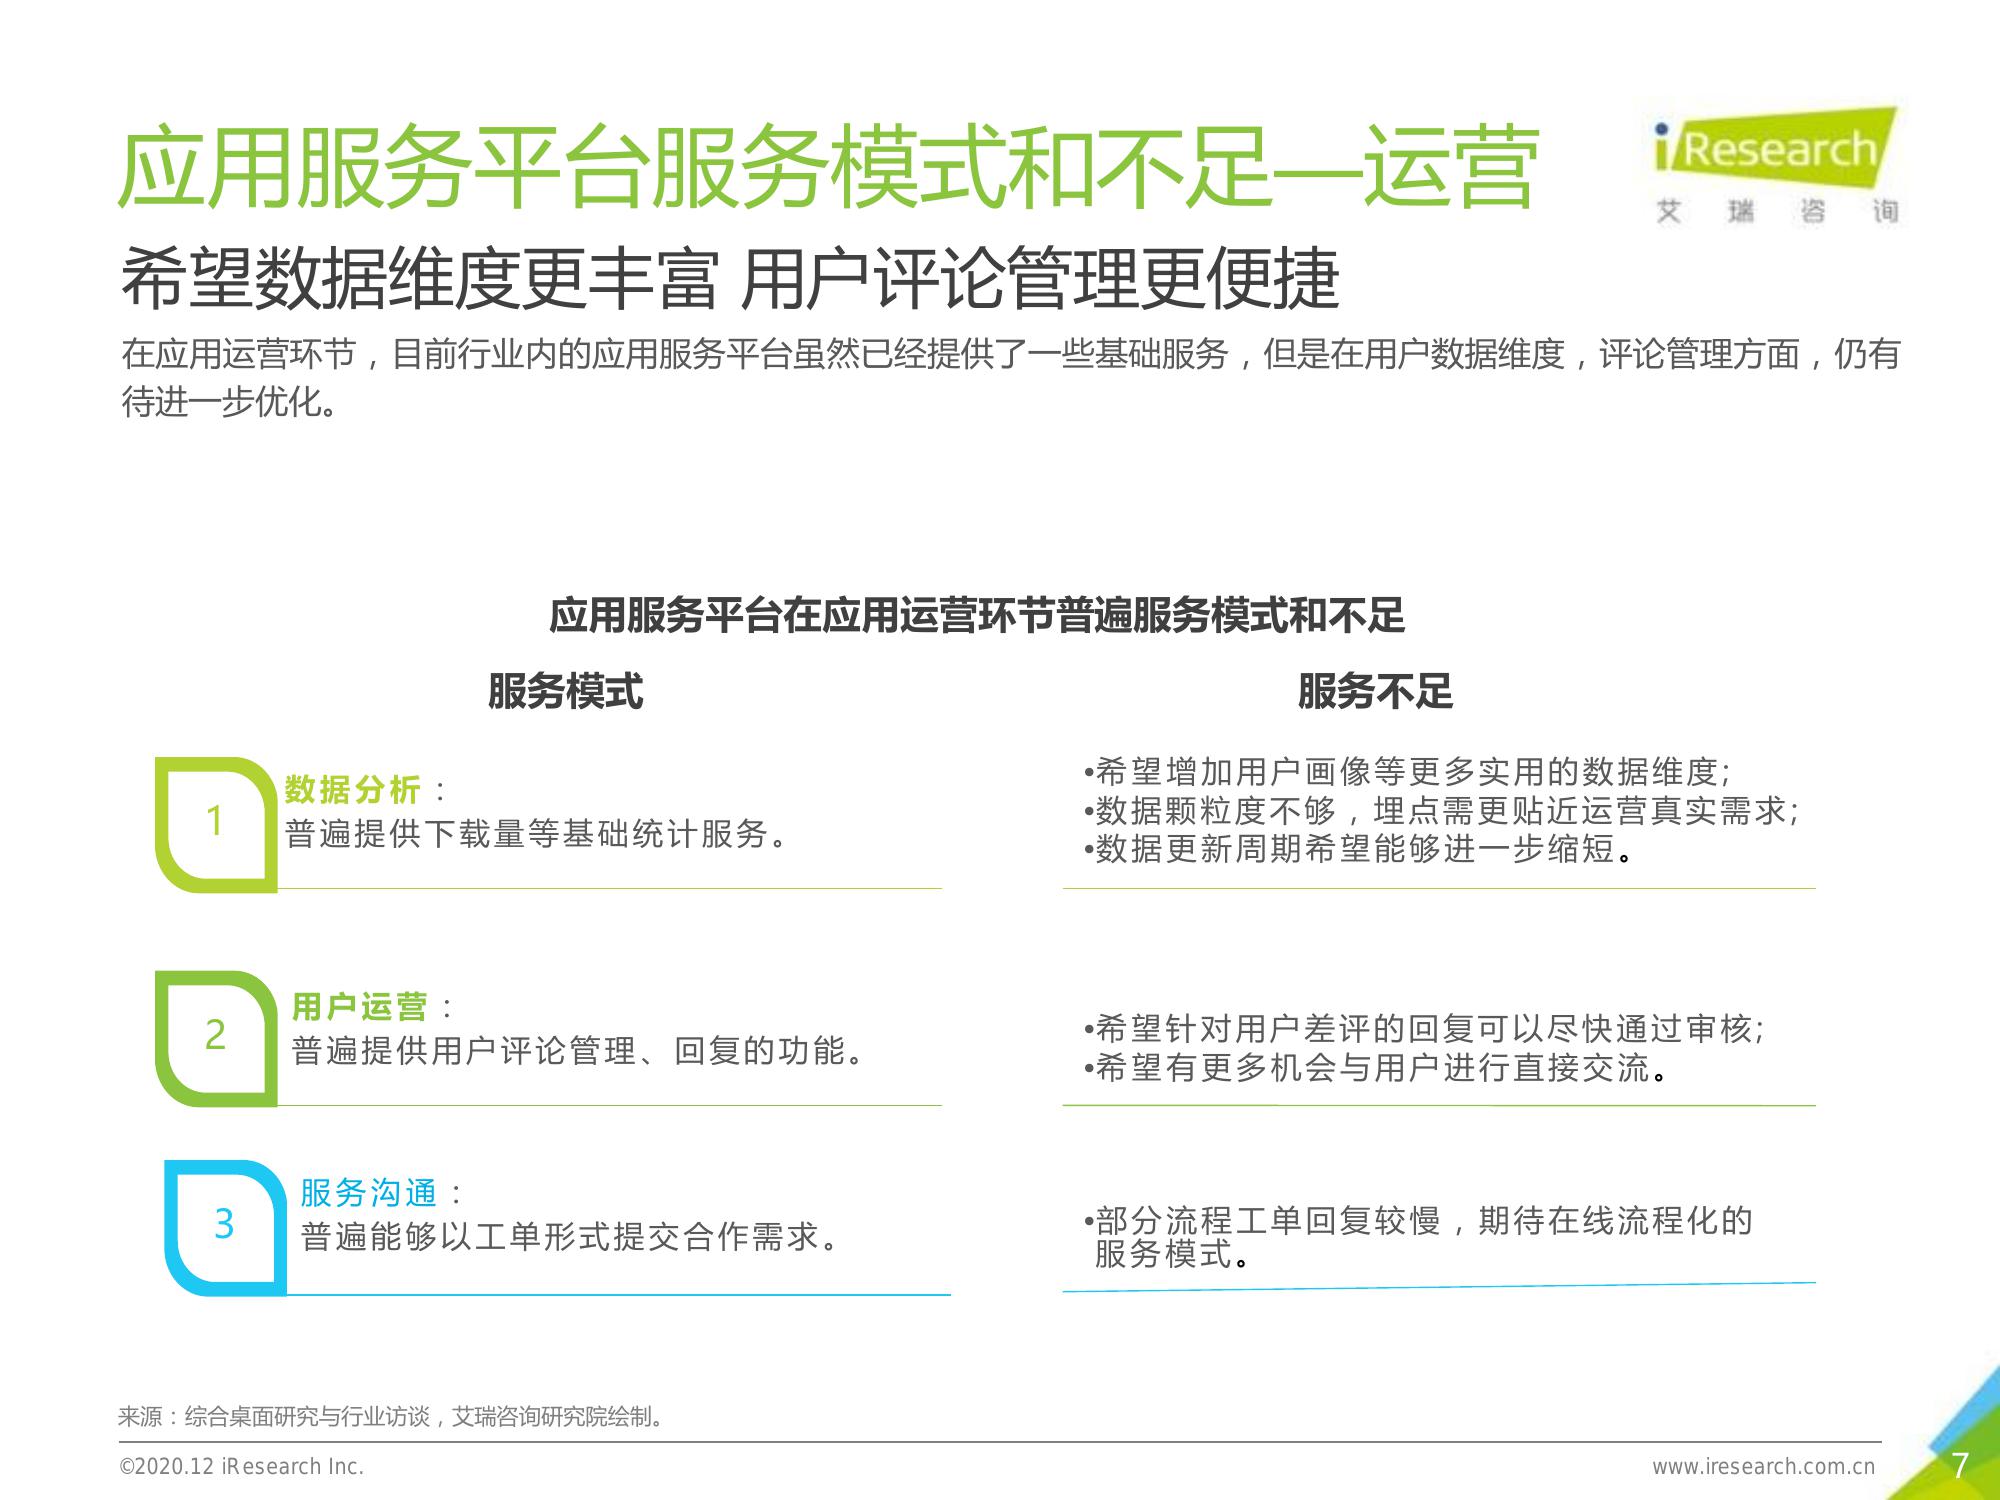 应用服务平台服务模式和不足—运营
iResearch
艾瑞咨询
希望数据维度更丰富 用户评论管理更便捷
在应用运营环节，目前行业内的应用服务平台虽然已经提供了一些基础服务，但是在用户数据维度，评论管理方面，仍有
待进一步优化。
应用服务平台在应用运营环节普遍服务模式和不足
服务模式
服务不足
1
数据分析：
普遍提供下载量等基础统计服务。
•希望增加用户画像等更多实用的数据维度；
•数据颗粒度不够，埋点需更贴近运营真实需求；
•数据更新周期希望能够进一步缩短。
2
用户运营：
普遍提供用户评论管理、回复的功能。
•希望针对用户差评的回复可以尽快通过审核；
•希望有更多机会与用户进行直接交流。
3
服务沟通：
普遍能够以工单形式提交合作需求。
•部分流程工单回复较慢，期待在线流程化的
服务模式。
来源：综合桌面研究与行业访谈，艾瑞咨询研究院绘制。
©2020.12 iResearch Inc.
www.iresearch.com.cn
7